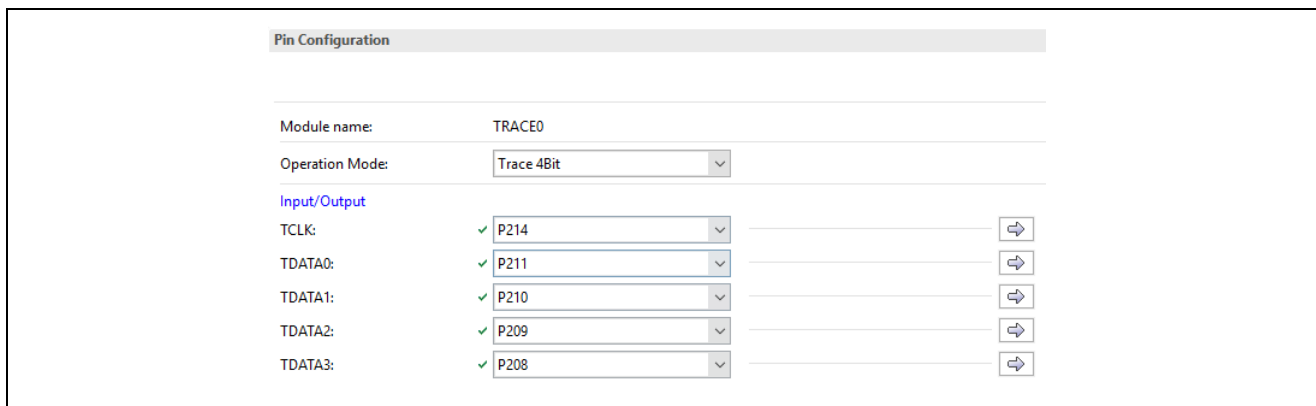 Pin Configuration
Module name: TRACE0
Operation Mode: Trace 4Bit
Input/Output
TCLK: P214
TDATA0: P211
TDATA1: P210
TDATA2: P209
TDATA3: P208